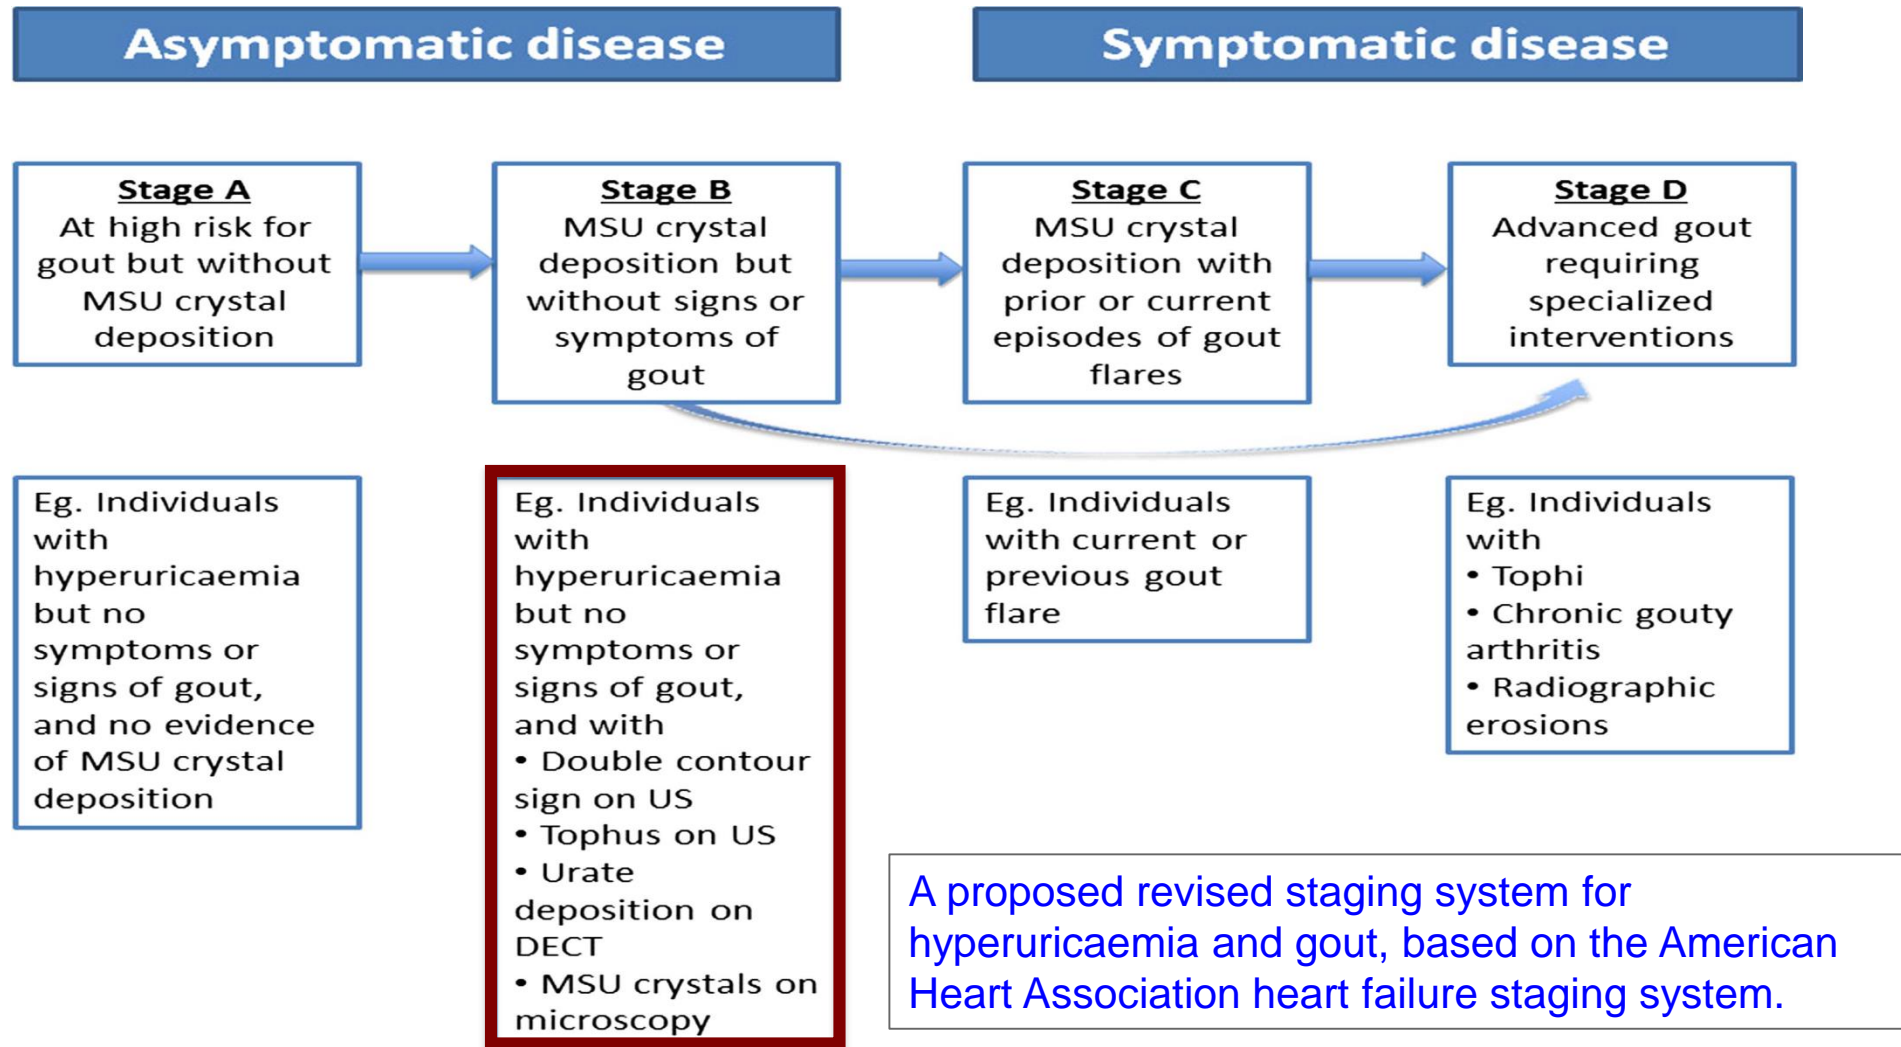 Asymptomatic disease
Symptomatic disease
Stage A
At high risk for
gout but without
MSU crystal
deposition
Stage B
MSU crystal
deposition but
without signs or
symptoms of
gout
Stage C
MSU crystal
deposition with
prior or current
episodes of gout
flares
Stage D
Advanced gout
requiring
specialized
interventions
Eg. Individuals
with
hyperuricaemia
but no
symptoms or
signs of gout,
and no evidence
of MSU crystal
deposition
Eg. Individuals
with
hyperuricaemia
but no
symptoms or
signs of gout,
and with
• Double contour
sign on US
• Tophus on US
• Urate
deposition on
DECT
• MSU crystals on
microscopy
Eg. Individuals
with current or
previous gout
flare
Eg. Individuals
with
• Tophi
• Chronic gouty
arthritis
• Radiographic
erosions
A proposed revised staging system for
hyperuricaemia and gout, based on the American
Heart Association heart failure staging system.